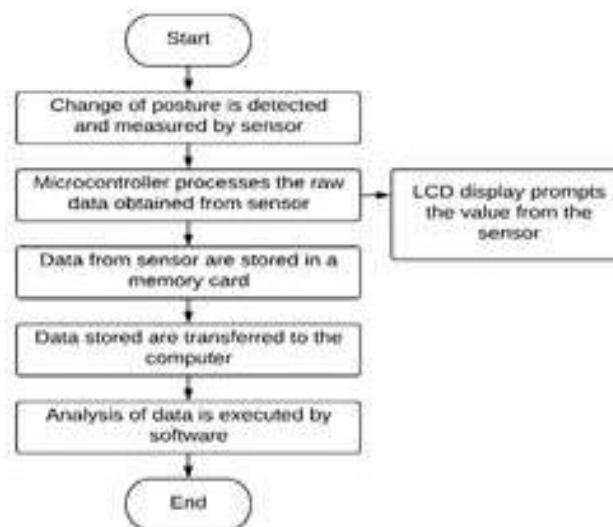 Start
Change of posture is detected
and measured by sensor
Microcontroller processes the raw
data obtained from sensor
LCD display prompts
the value from the
sensor
Data from sensor are stored in a
memory card
Data stored are transferred to the
computer
Analysis of data is executed by
software
End